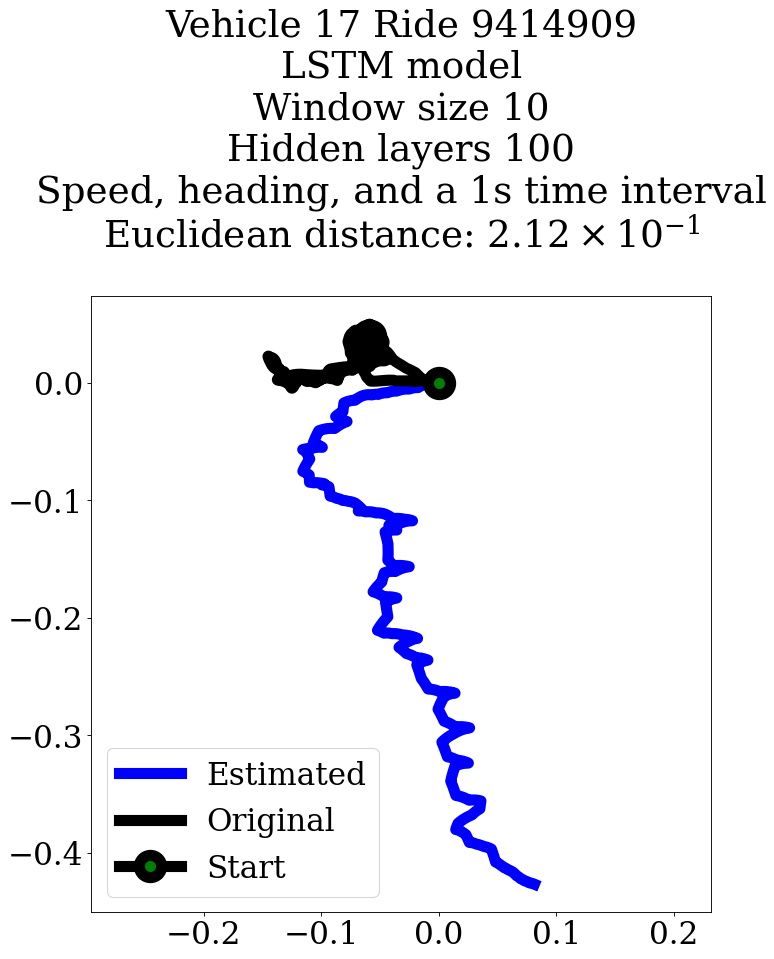 Vehicle 17 Ride 9414909
LSTM model
Window size 10
Hidden layers 100
Speed, heading, and a 1s time interval
Euclidean distance: $2.12 × 10^{-1}$
0.0
−0.1
−0.2
−0.3
−0.4
Estimated
Original
Start
−0.2 −0.1 0.0 0.1 0.2